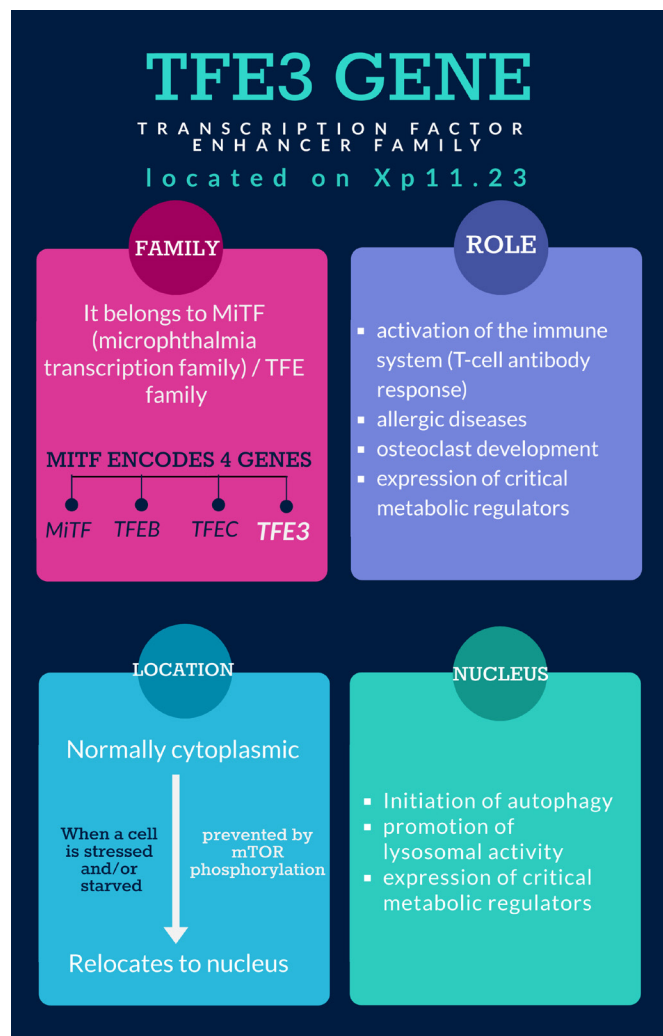 TFE3 GENE
TRANSCRIPTION FACTOR
ENHANCER FAMILY
located on Xp11.23
FAMILY
It belongs to MiTF
(microphthalmia
transcription family) / TFE
family
MITF ENCODES 4 GENES
MiTF TFEB TFEC TFE3
ROLE
▪ activation of the immune
system (T-cell antibody
response)
▪ allergic diseases
▪ osteoclast development
▪ expression of critical
metabolic regulators
LOCATION
Normally cytoplasmic
When a cell
is stressed
and/or
starved
prevented by
mTOR
phosphorylation
Relocates to nucleus
NUCLEUS
▪ Initiation of autophagy
▪ promotion of
lysosomal activity
▪ expression of critical
metabolic regulators